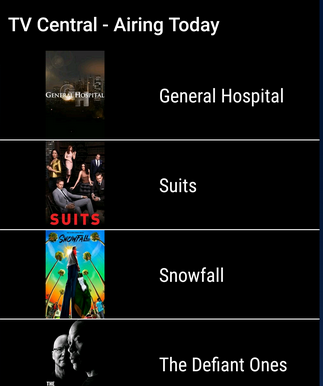 TV Central - Airing Today
GENERAL HOSPITAL
General Hospital
SUITS
Suits
SNOWFALL
Snowfall
THE
The Defiant Ones